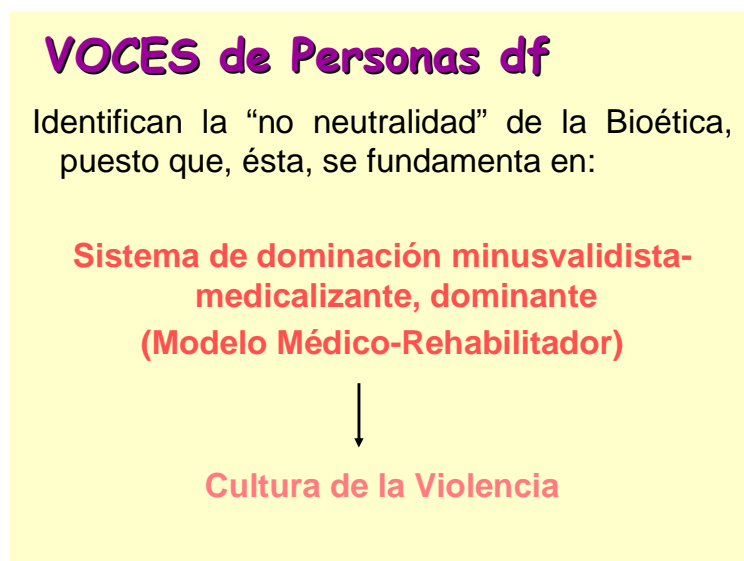 VOCES de Personas df
Identifican la “no neutralidad” de la Bioética,
puesto que, ésta, se fundamenta en:
Sistema de dominación minusvalidista-
medicalizante, dominante
(Modelo Médico-Rehabilitador)
Cultura de la Violencia